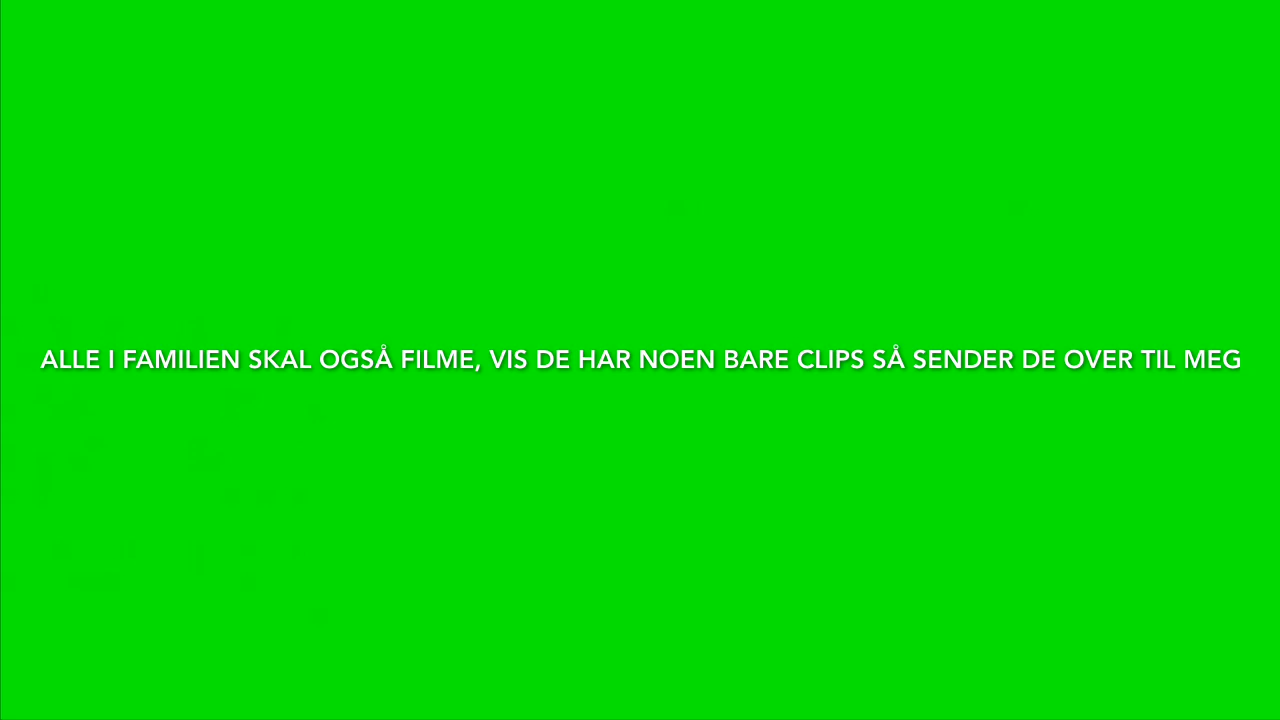 ALLE I FAMILIEN SKAL OGSÅ FILME, VIS DE HAR NOEN BARE CLIPS SÅ SENDER DE OVER TIL MEG